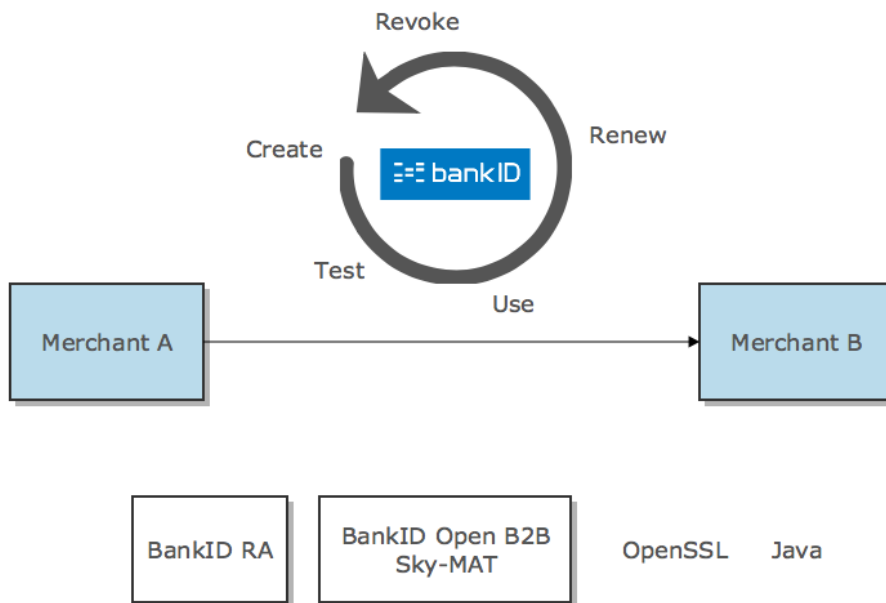 Revoke
Renew
Create
bankID
Test
Use
Merchant A
Merchant B
BankID RA
BankID Open B2B
Sky-MAT
OpenSSL
Java